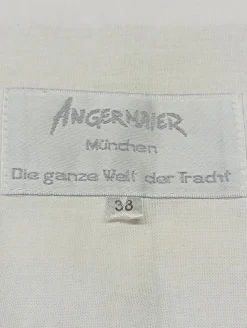 ANGERMAIER
München
Die ganze Welt der Tracht
38